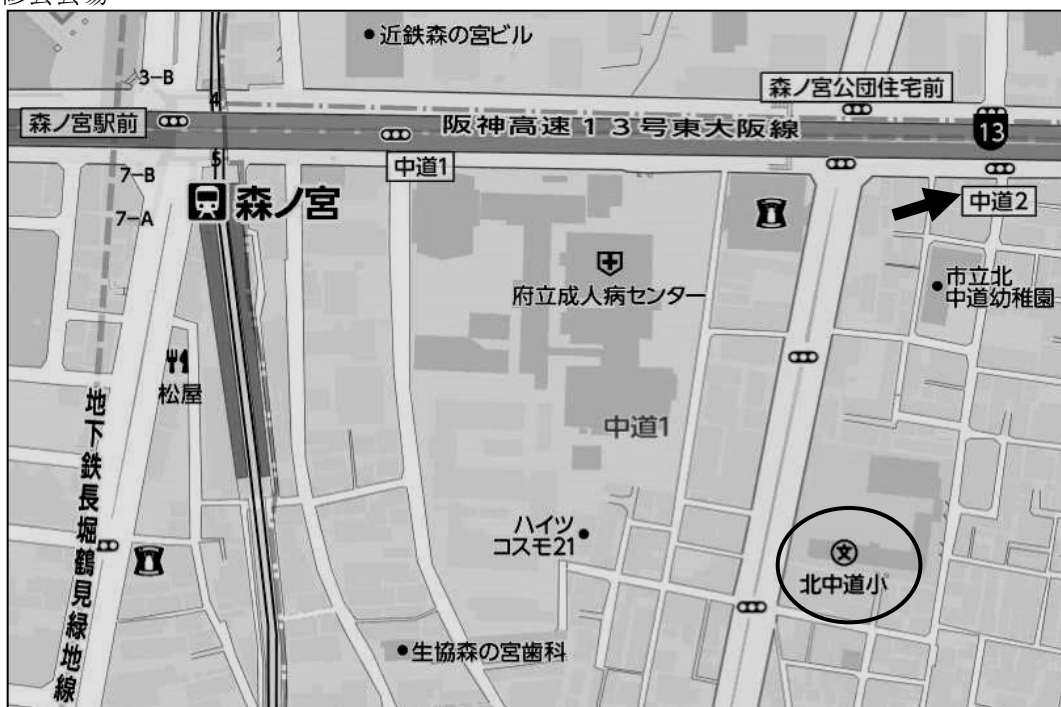 近鉄森の宮ビル
3-B
森ノ宮公団住宅前
4
森ノ宮駅前
阪神高速13号東大阪線
13
中道1
5
7-B
森ノ宮
中道2
7-A
府立成人病センター
市立北
中道幼稚園
松屋
中道1
地下鉄長堀鶴見緑地線
ハイツ
コスモ21
文
北中道小
生協森の宮歯科